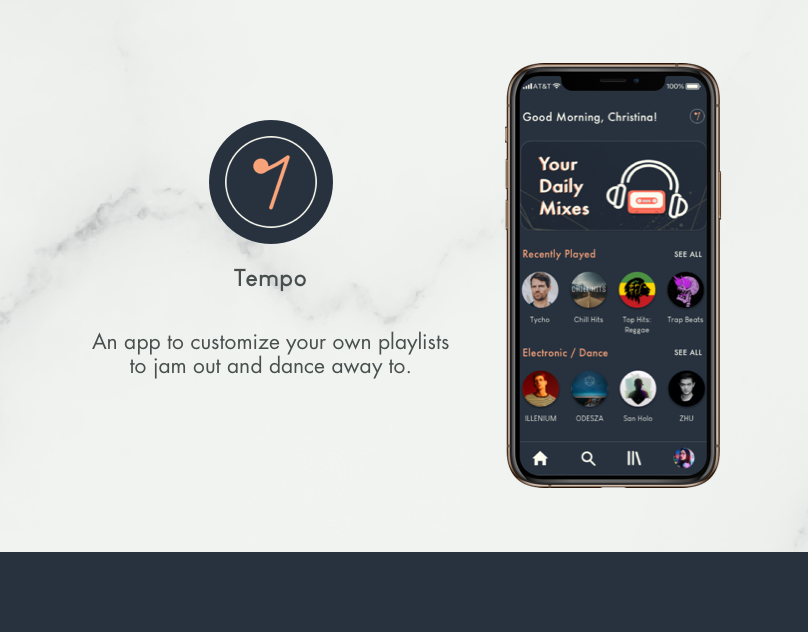 Tempo
An app to customize your own playlists
to jam out and dance away to.
AT&T
100%
Good Morning, Christina!
Your
Daily
Mixes
Recently Played SEE ALL
CHILL HITS
Tycho Chill Hits Top Hits: Trap Beats
Reggae
Electronic / Dance SEE ALL
ILLENIUM ODESZA San Holo ZHU